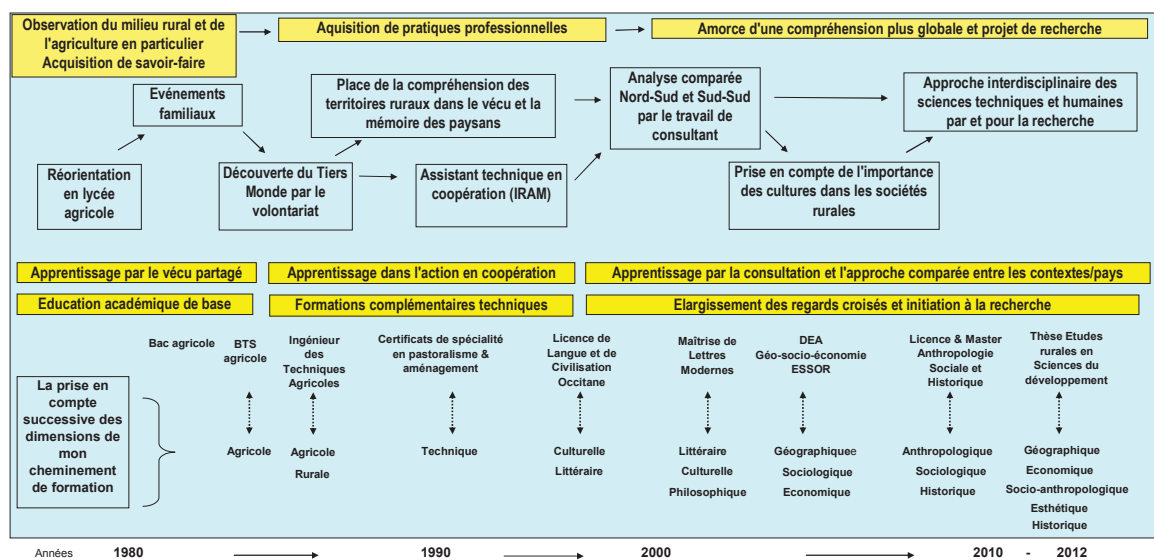 Observation du milieu rural et de
l'agriculture en particulier
Acquisition de savoir-faire
Aquisition de pratiques professionnelles
Amorce d'une compréhension plus globale et projet de recherche
Evénements
familiaux
Place de la compréhension des
territoires ruraux dans le vécu et la
mémoire des paysans
Analyse comparée
Nord-Sud et Sud-Sud
par le travail de
consultant
Approche interdisciplinaire des
sciences techniques et humaines
par et pour la recherche
Réorientation
en lycée
agricole
Découverte du Tiers
Monde par le
volontariat
Assistant technique en
coopération (IRAM)
Prise en compte de l'importance
des cultures dans les sociétés
rurales
Apprentissage par le vécu partagé
Apprentissage dans l'action en coopération
Apprentissage par la consultation et l'approche comparée entre les contextes/pays
Education académique de base
Formations complémentaires techniques
Elargissement des regards croisés et initiation à la recherche
Bac agricole
BTS
agricole
Ingénieur
des
Techniques
Agricoles
Certificats de spécialité
en pastoralisme &
aménagement
Licence de
Langue et de
Civilisation
Occitane
Maîtrise de
Lettres
Modernes
DEA
Géo-socio-économie
ESSOR
Licence & Master
Anthropologie
Sociale et
Historique
Thèse Etudes
rurales en
Sciences du
développement
La prise en
compte
successive des
dimensions de
mon
cheminement
de formation
Agricole
Agricole
Rurale
Technique
Culturelle
Littéraire
Littéraire
Culturelle
Philosophique
Géographiquee
Sociologique
Economique
Anthropologique
Sociologique
Historique
Géographique
Economique
Socio-anthropologique
Esthétique
Historique
Années 1980 1990 2000 2010 - 2012